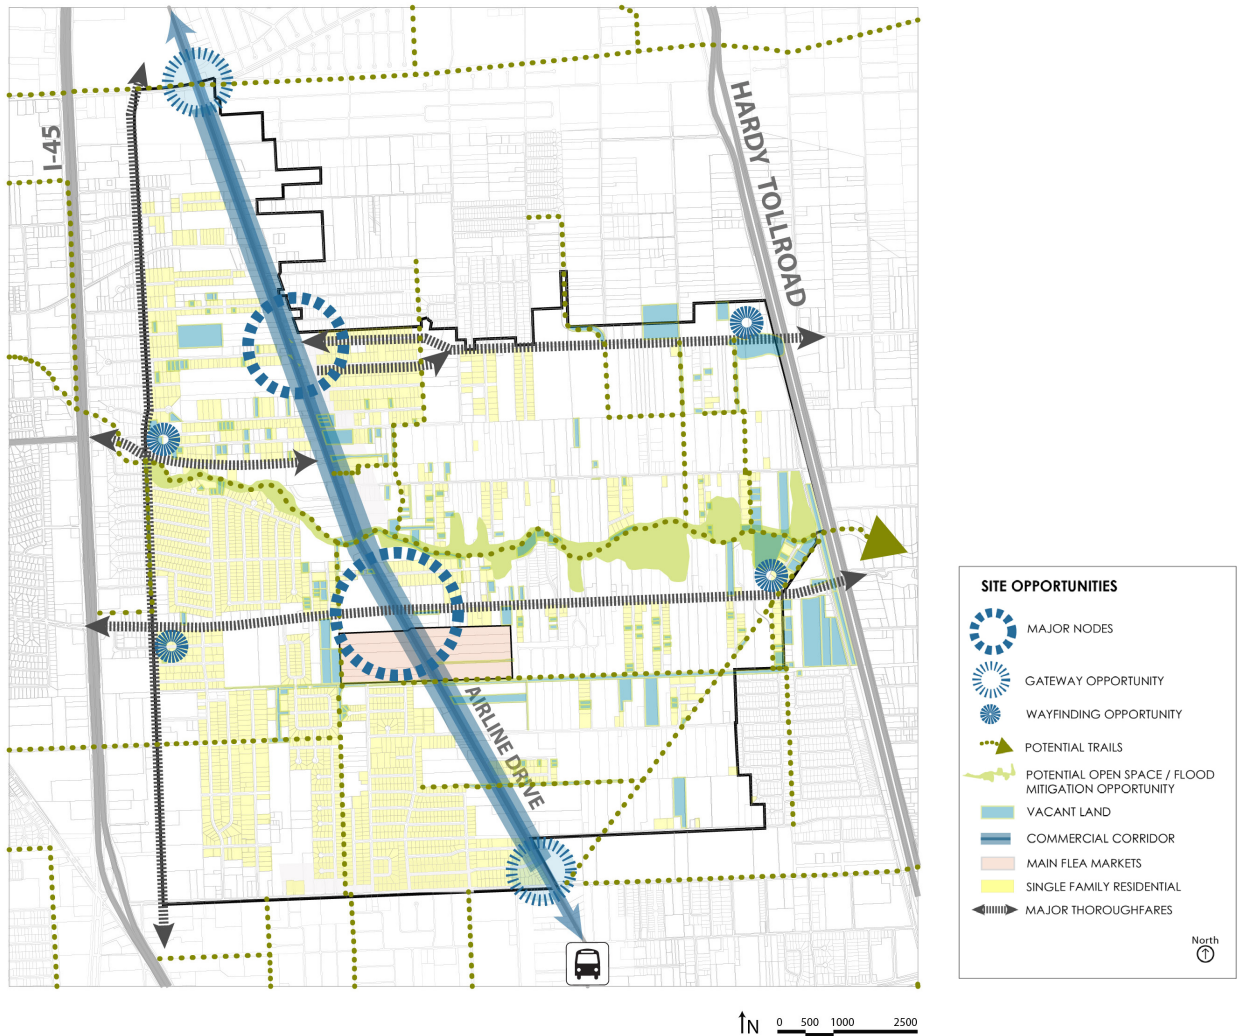 I-45
HARDY TOLLROAD
AIRLINE DRIVE
SITE OPPORTUNITIES
MAJOR NODES
GATEWAY OPPORTUNITY
WAYFINDING OPPORTUNITY
POTENTIAL TRAILS
POTENTIAL OPEN SPACE / FLOOD
MITIGATION OPPORTUNITY
VACANT LAND
COMMERCIAL CORRIDOR
MAIN FLEA MARKETS
SINGLE FAMILY RESIDENTIAL
MAJOR THOROUGHFARES
North
N 0 500 1000 2500